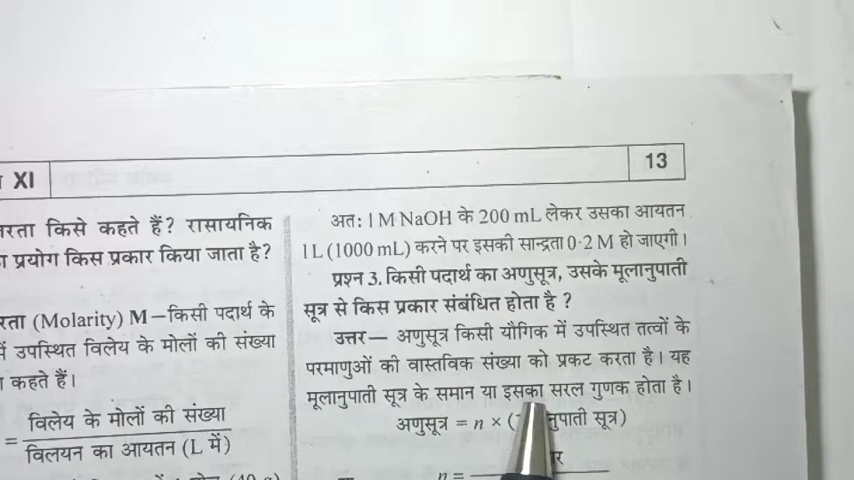 XI
13
रता किसे कहते हैं? रासायनिक
प्रयोग किस प्रकार किया जाता है?
रता (Molarity) M–किसी पदार्थ के
में उपस्थित विलेय के मोलों की संख्या
कहते हैं।
= विलेय के मोलों की संख्या
विलयन का आयतन (L में)
अतः 1 M NaOH के 200 mL लेकर उसका आयतन
1 L (1000 mL) करने पर इसकी सान्द्रता 0·2 M हो जाएगी।
प्रश्न 3. किसी पदार्थ का अणुसूत्र, उसके मूलानुपाती
सूत्र से किस प्रकार संबंधित होता है ?
उत्तर— अणुसूत्र किसी यौगिक में उपस्थित तत्वों के
परमाणुओं की वास्तविक संख्या को प्रकट करता है। यह
मूलानुपाती सूत्र के समान या इसका सरल गुणक होता है।
अणुसूत्र = n × ( नुपाती सूत्र)
n =